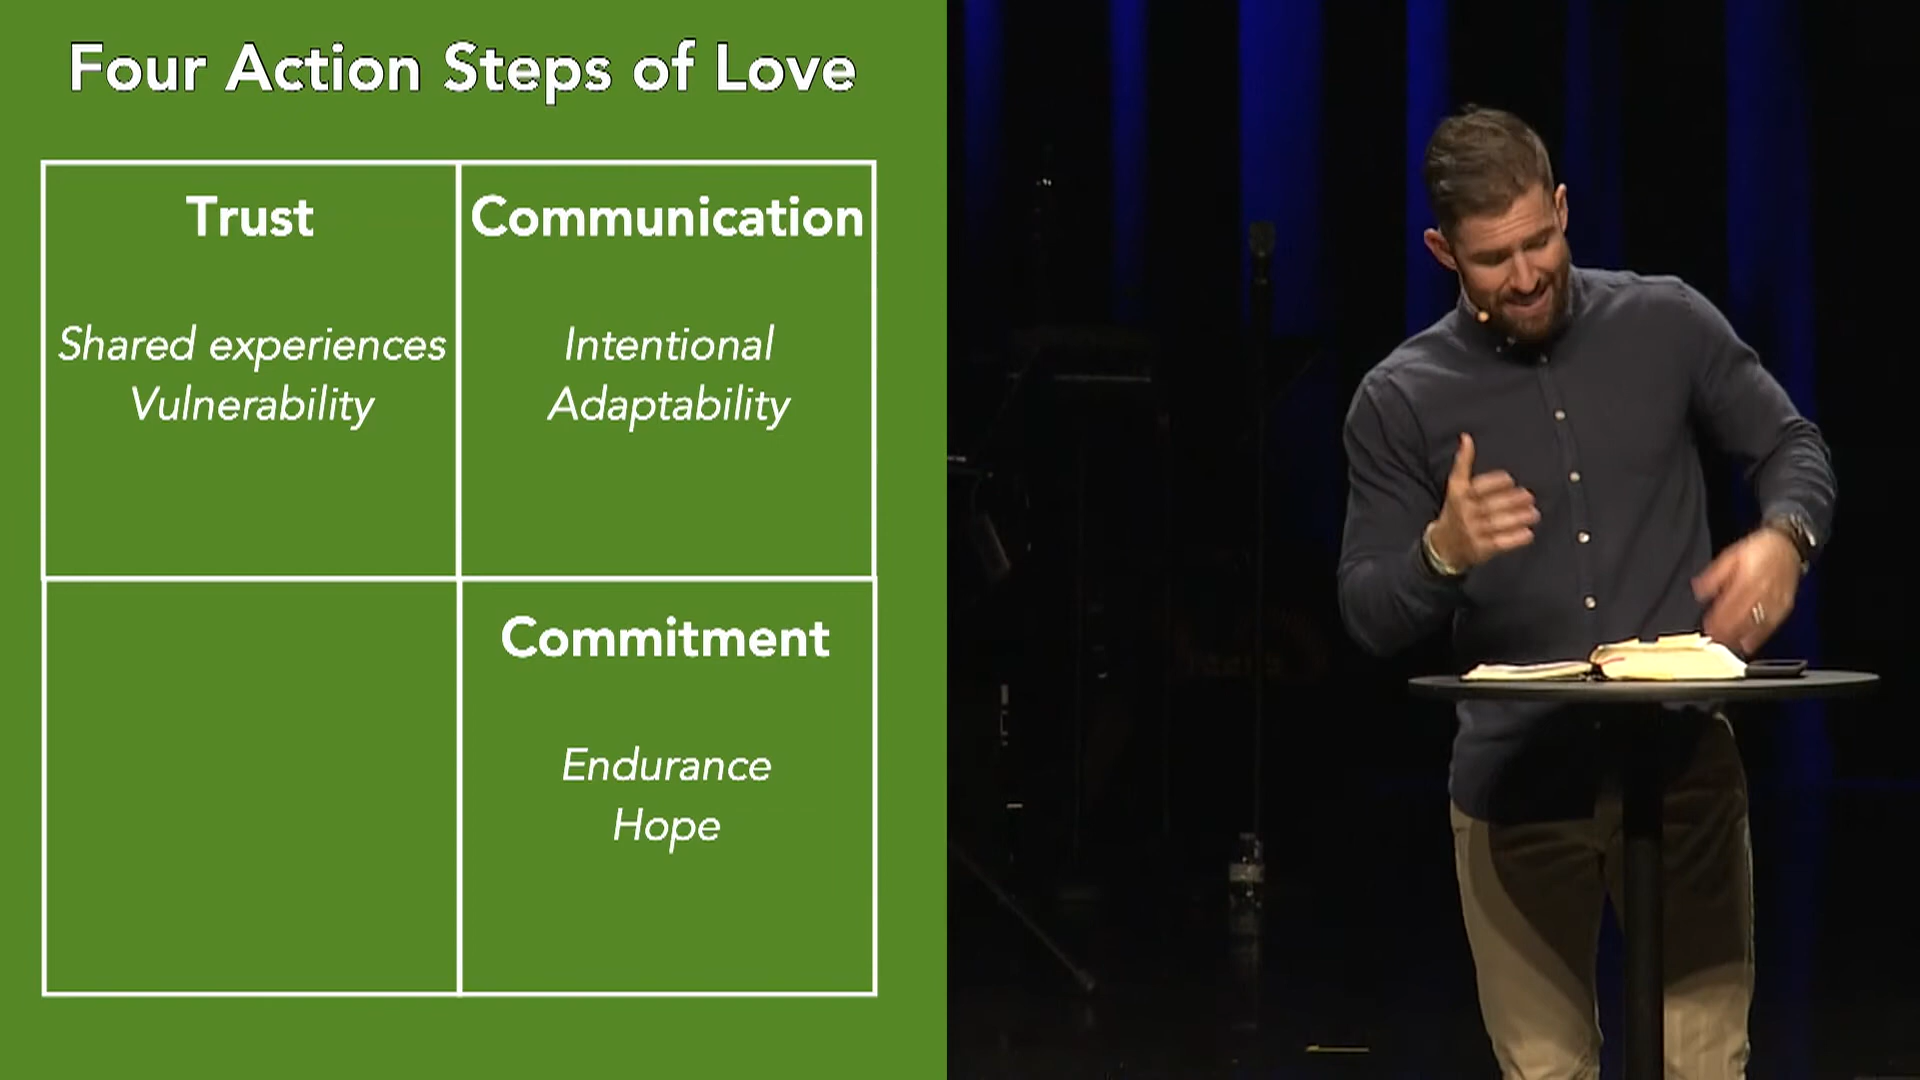 Four Action Steps of Love
Trust
Shared experiences
Vulnerability
Communication
Intentional
Adaptability
Commitment
Endurance
Hope